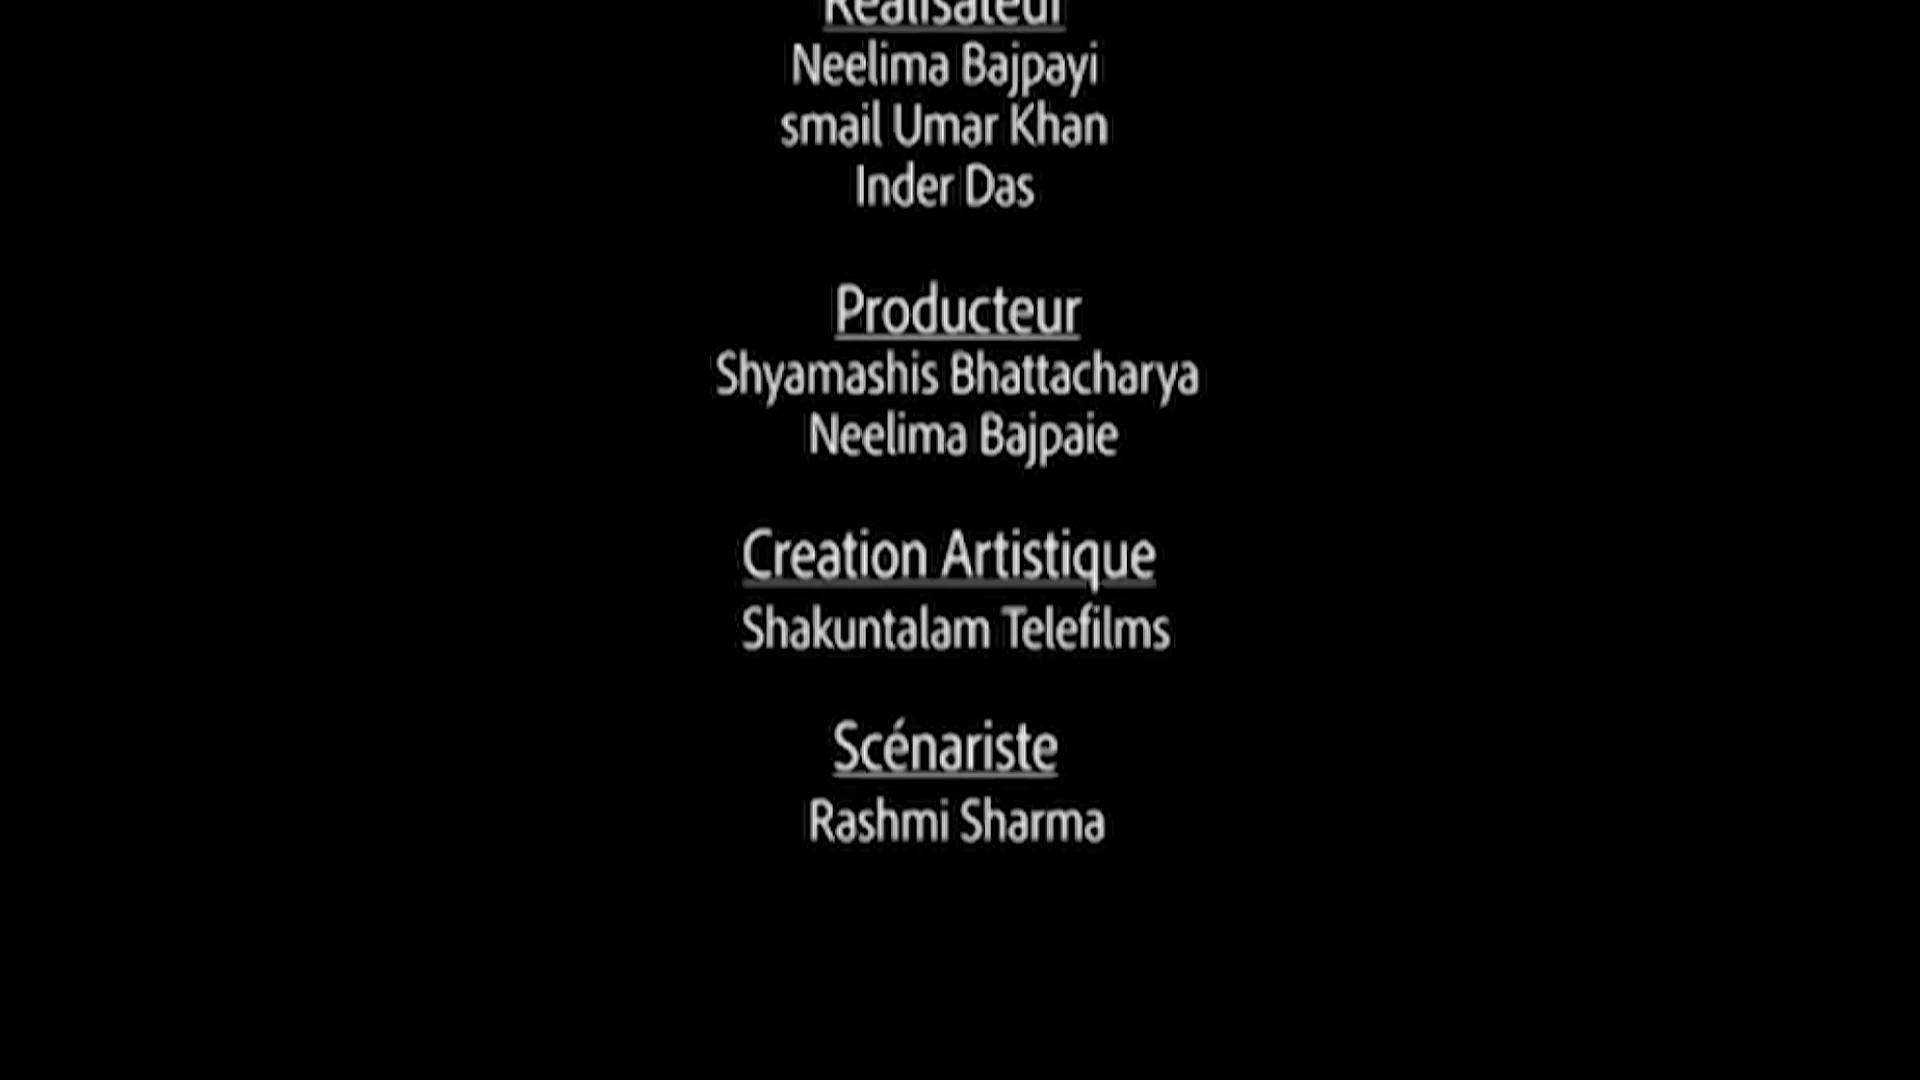 Réalisateur
Neelima Bajpayi
smail Umar Khan
Inder Das
Producteur
Shyamashis Bhattacharya
Neelima Bajpaie
Creation Artistique
Shakuntalam Telefilms
Scénariste
Rashmi Sharma